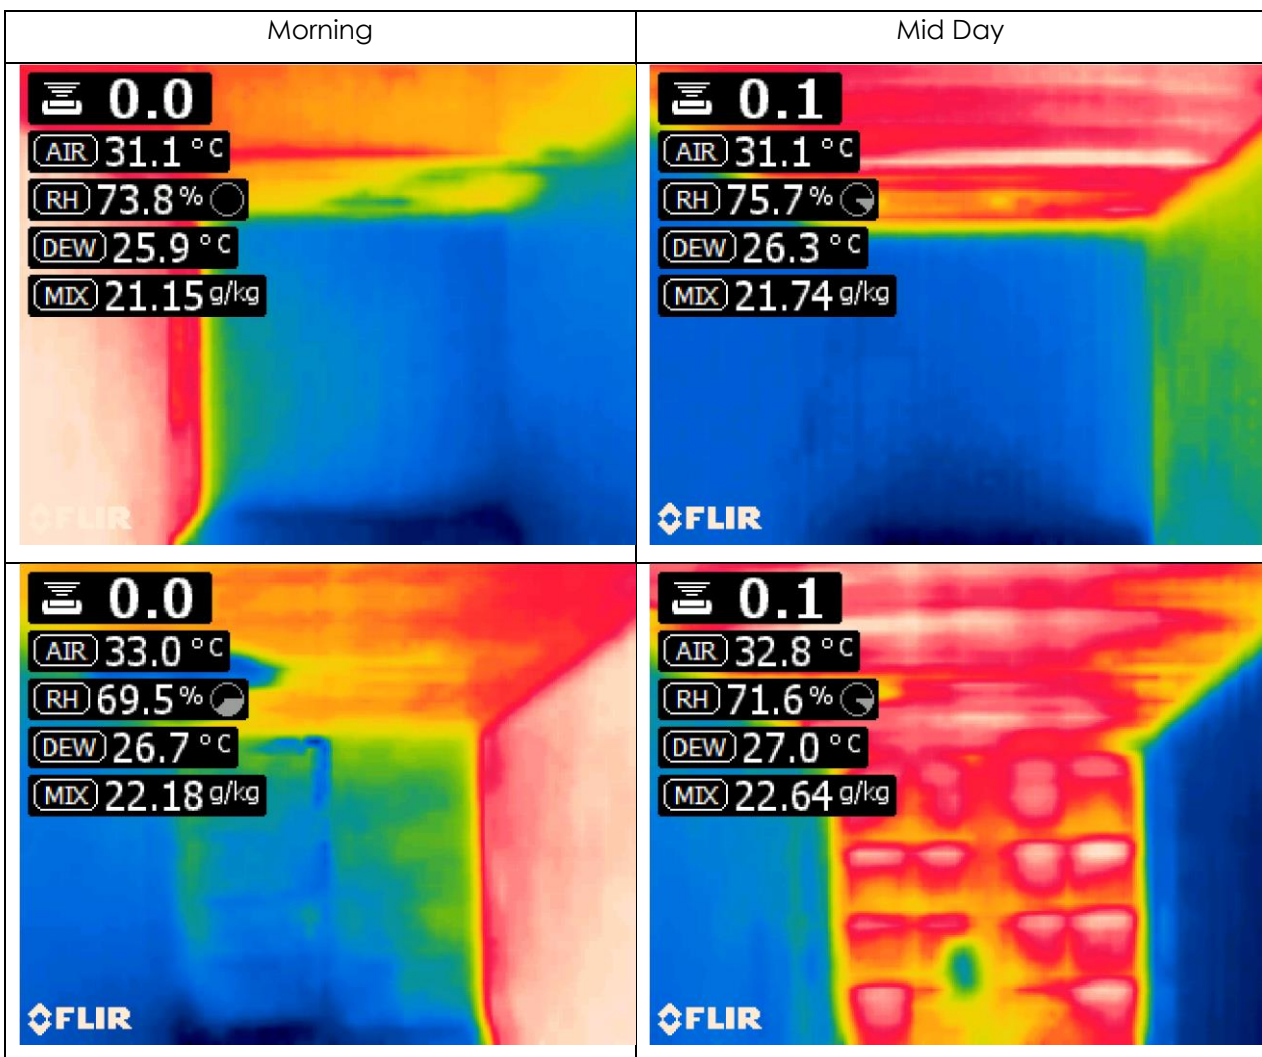 Morning
Mid Day
0.0
AIR 31.1 °C
RH 73.8 %
DEW 25.9 °C
MIX 21.15 g/kg
FLIR
0.1
AIR 31.1 °C
RH 75.7 %
DEW 26.3 °C
MIX 21.74 g/kg
FLIR
0.0
AIR 33.0 °C
RH 69.5 %
DEW 26.7 °C
MIX 22.18 g/kg
FLIR
0.1
AIR 32.8 °C
RH 71.6 %
DEW 27.0 °C
MIX 22.64 g/kg
FLIR